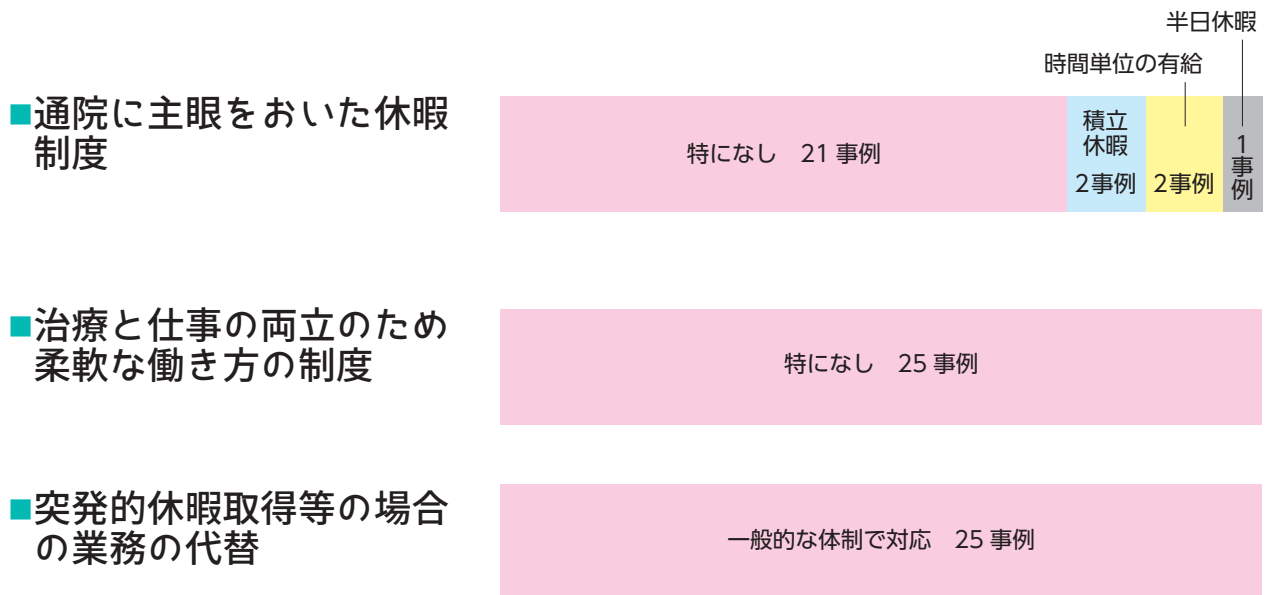 半日休暇
時間単位の有給
■通院に主眼をおいた休暇
制度
特になし　21 事例
積立
休暇
2事例
2事例
1事例
■治療と仕事の両立のため
柔軟な働き方の制度
特になし　25 事例
■突発的休暇取得等の場合
の業務の代替
一般的な体制で対応　25 事例